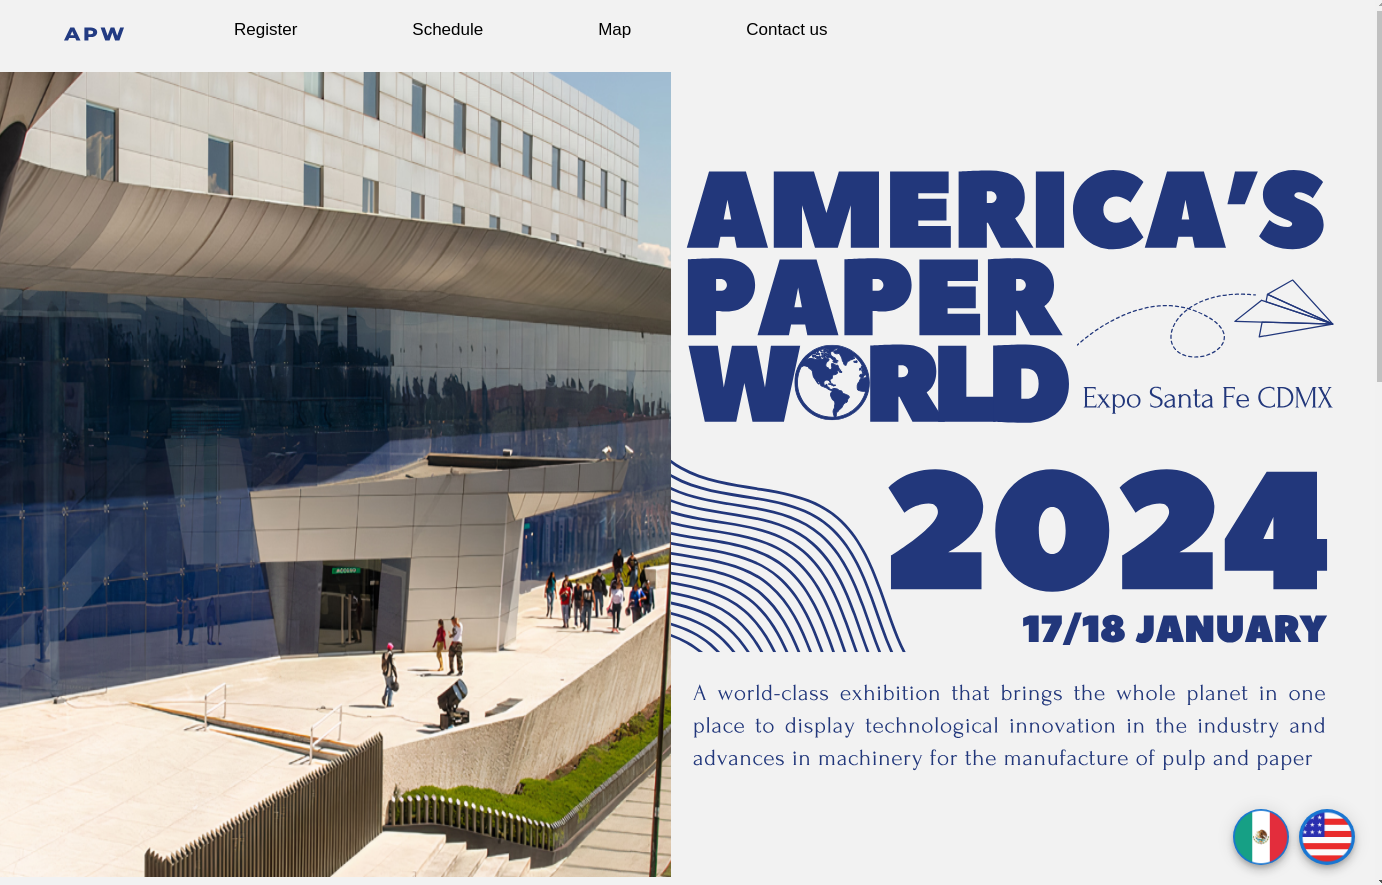 APW
Register
Schedule
Map
Contact us
AMERICA'S
PAPER
WORLD
Expo Santa Fe CDMX
2024
17/18 JANUARY
A world-class exhibition that brings the whole planet in one
place to display technological innovation in the industry and
advances in machinery for the manufacture of pulp and paper
ACCESO